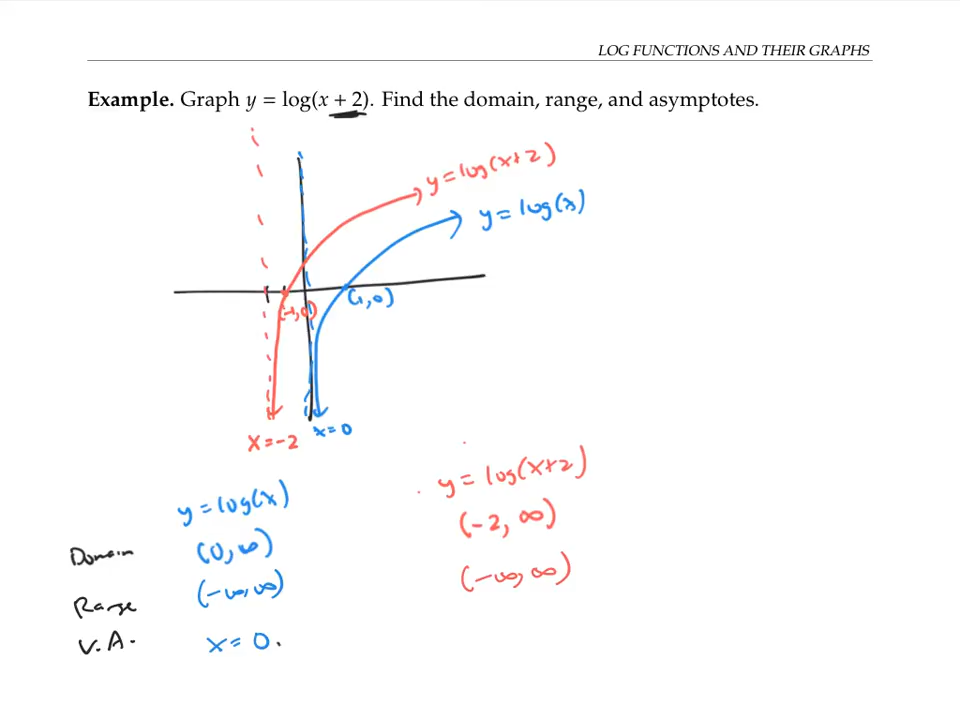 LOG FUNCTIONS AND THEIR GRAPHS
Example. Graph y = log(x + 2). Find the domain, range, and asymptotes.
y = log(x+2)
y = log(x)
(-1, 0)
(1, 0)
x = -2
x = 0
y = log(x)
y = log(x+2)
Domain
(0, ∞)
(-2, ∞)
Range
(-∞, ∞)
(-∞, ∞)
V.A.
x = 0.